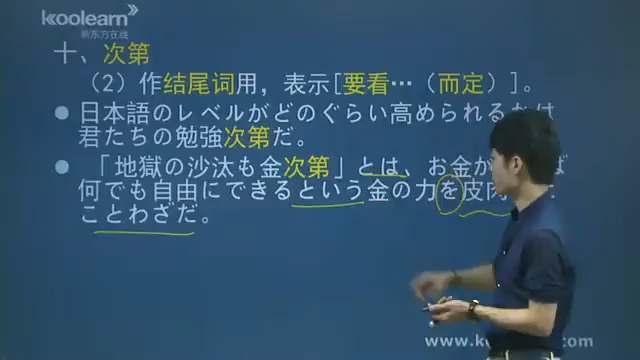 koolearn
新东方在线
十、次第
（2）作结尾词用，表示[要看…（而定）]。
● 日本語のレベルがどのぐらい高められるかは
君たちの勉強次第だ。
● 「地獄の沙汰も金次第」とは、お金が ば
何でも自由にできるという金の力を皮肉
ことわざだ。
www.k .com